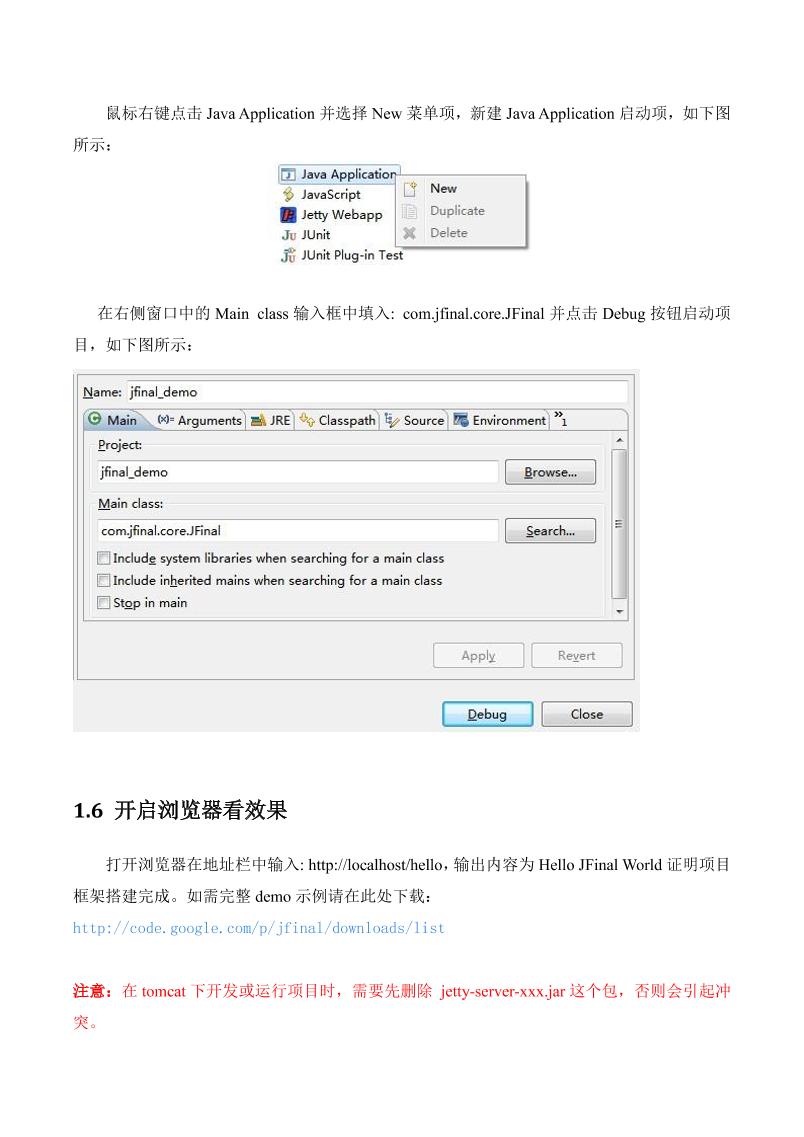 鼠标右键点击 Java Application 并选择 New 菜单项，新建 Java Application 启动项，如下图
所示：
Java Application
JavaScript
Jetty Webapp
JUnit
JUnit Plug-in Test
New
Duplicate
Delete
在右侧窗口中的 Main class 输入框中填入: com.jfinal.core.JFinal 并点击 Debug 按钮启动项
目，如下图所示：
Name: jfinal_demo
Main (x)= Arguments JRE Classpath Source Environment »1
Project:
jfinal_demo Browse...
Main class:
com.jfinal.core.JFinal Search...
Include system libraries when searching for a main class
Include inherited mains when searching for a main class
Stop in main
Apply Revert
Debug Close
1.6 开启浏览器看效果
打开浏览器在地址栏中输入: http://localhost/hello，输出内容为 Hello JFinal World 证明项目
框架搭建完成。如需完整 demo 示例请在此处下载：
http://code.google.com/p/jfinal/downloads/list
注意：在 tomcat 下开发或运行项目时，需要先删除 jetty-server-xxx.jar 这个包，否则会引起冲
突。